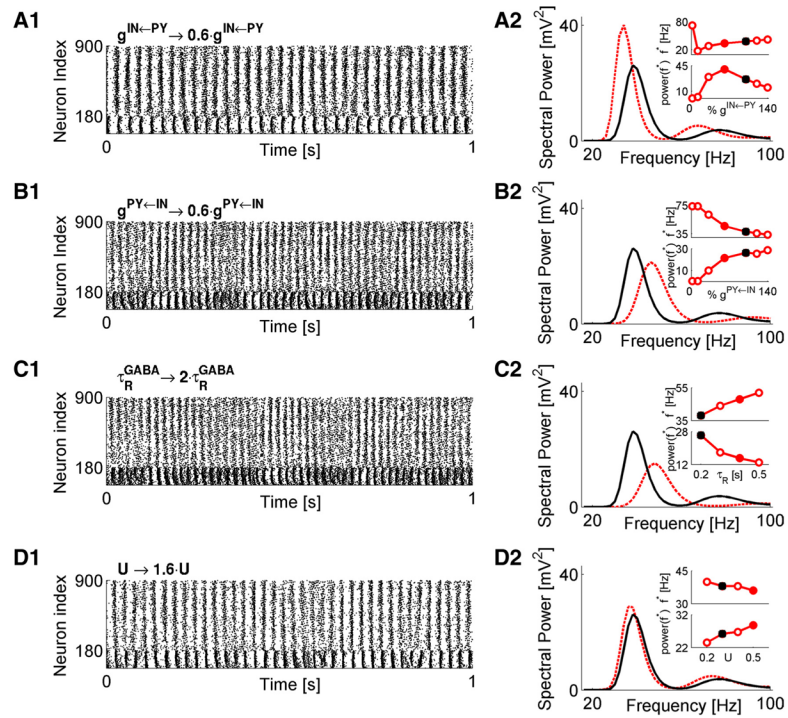 A1
g^IN←PY → 0.6·g^IN←PY
Neuron Index
900
180
0
Time [s]
1
A2
Spectral Power [mV²]
40
0
20
Frequency [Hz]
100
80
20
f* [Hz]
45
10
power(f*)
0
% g^IN←PY
140
B1
g^PY←IN → 0.6·g^PY←IN
Neuron Index
900
180
0
Time [s]
1
B2
Spectral Power [mV²]
40
0
20
Frequency [Hz]
100
75
35
f* [Hz]
30
10
power(f*)
0
% g^PY←IN
140
C1
τ_R^GABA → 2·τ_R^GABA
Neuron index
900
180
0
Time [s]
1
C2
Spectral Power [mV²]
40
0
20
Frequency [Hz]
100
55
35
f* [Hz]
28
12
power(f*)
0.2
τ_R [s]
0.5
D1
U → 1.6·U
Neuron index
900
180
0
Time [s]
1
D2
Spectral Power [mV²]
40
0
20
Frequency [Hz]
100
45
30
f* [Hz]
32
22
power(f*)
0.2
U
0.5